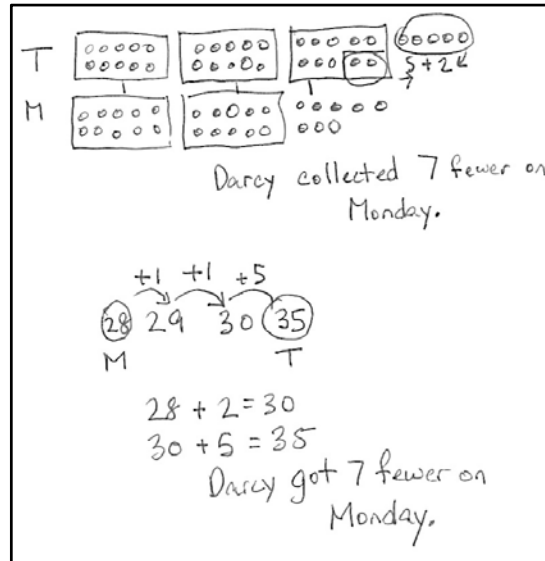 T
5 + 2
M
Darcy collected 7 fewer on
Monday.
+1 +1 +5
28 29 30 35
M T
28 + 2 = 30
30 + 5 = 35
Darcy got 7 fewer on
Monday.